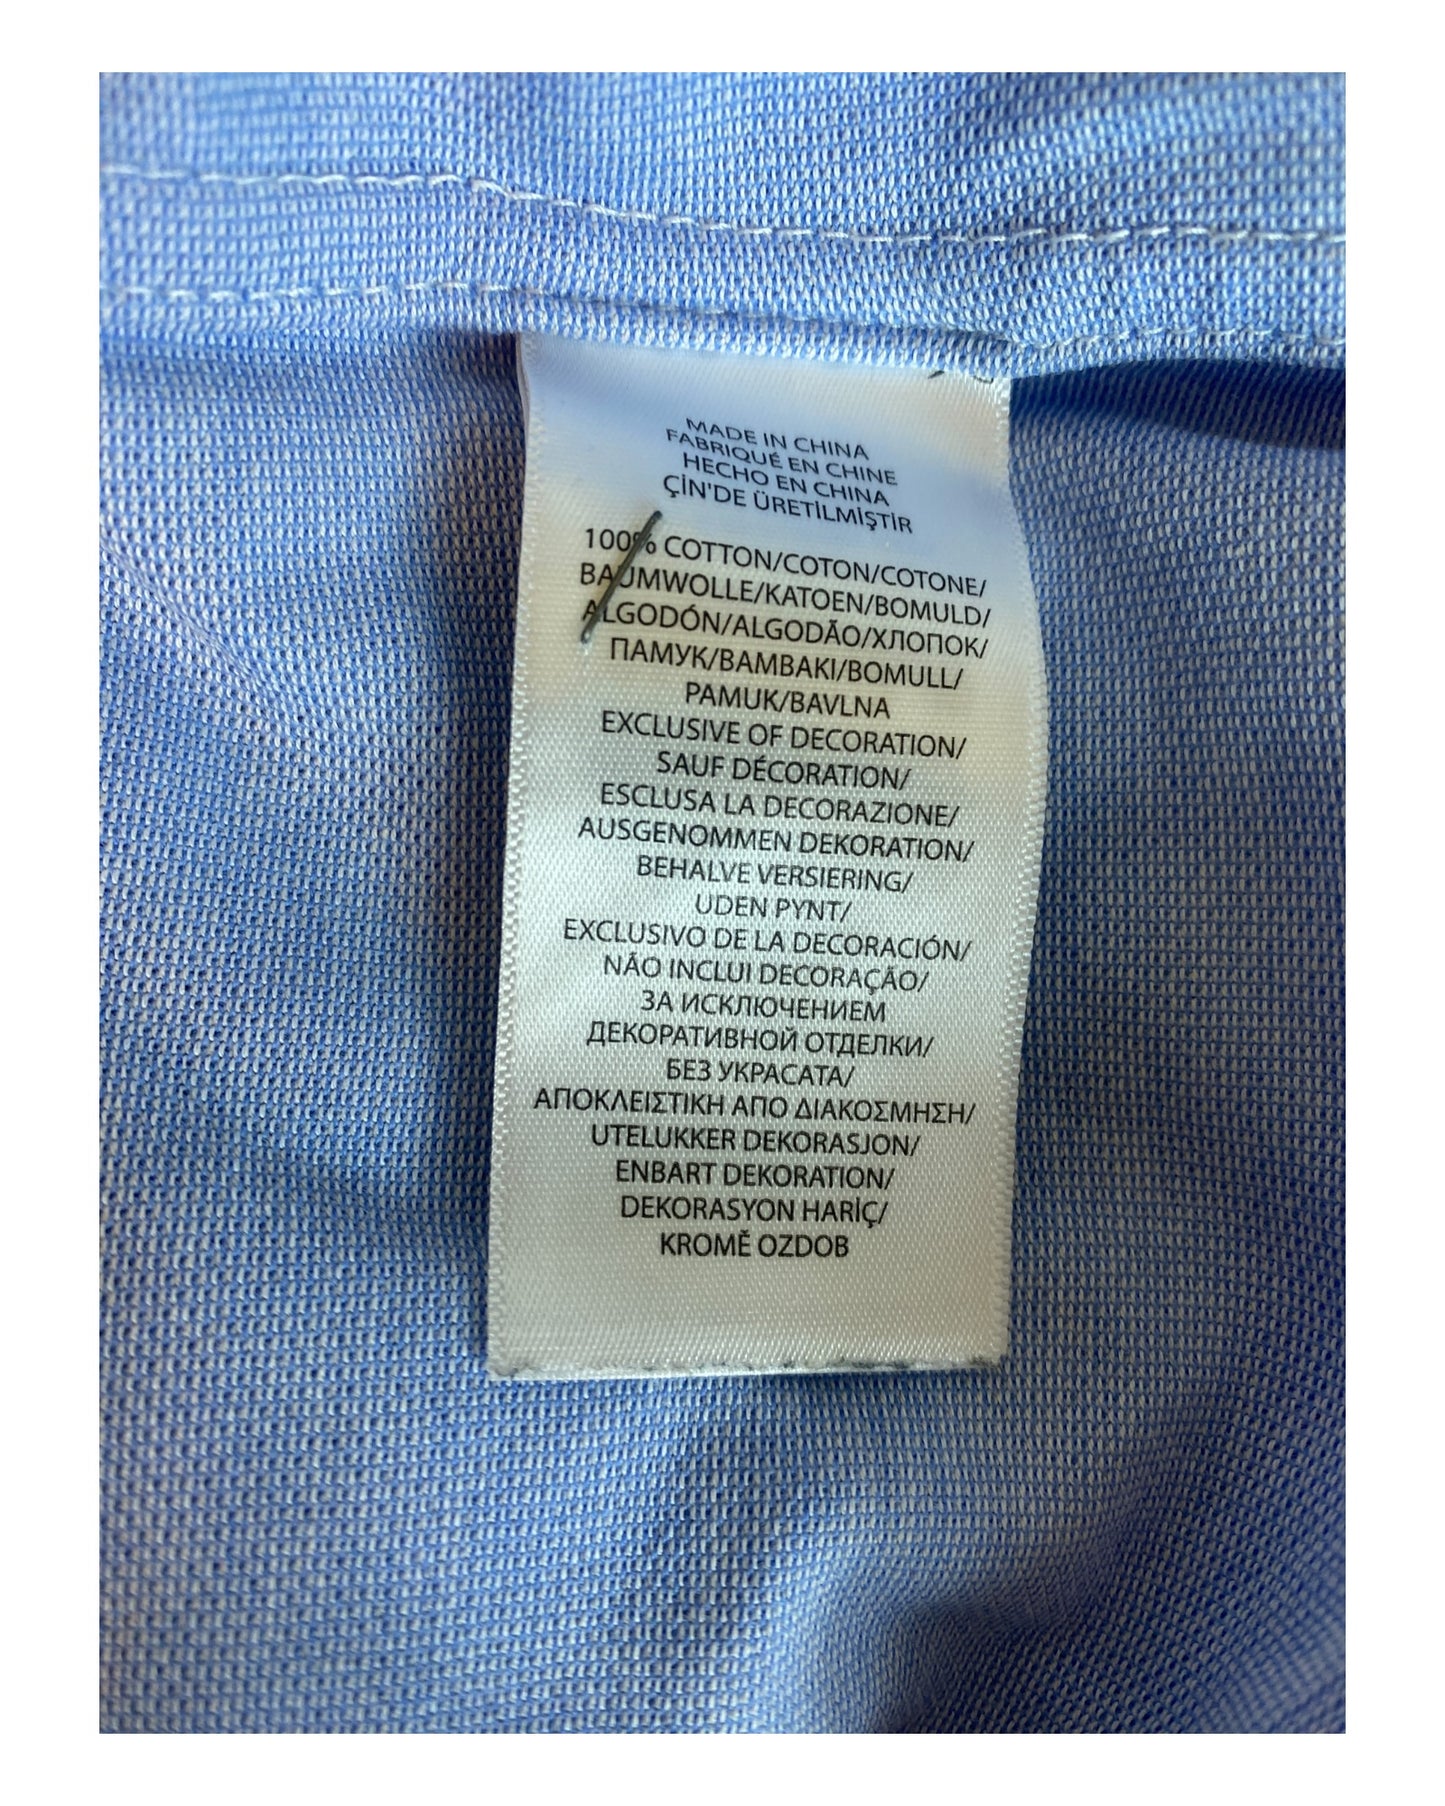 MADE IN CHINA
FABRIQUÉ EN CHINE
HECHO EN CHINA
ÇİN'DE ÜRETİLMİŞTİR
100% COTTON/COTON/COTONE/
BAUMWOLLE/KATOEN/BOMULD/
ALGODÓN/ALGODÃO/ХЛОПОК/
ПАМУК/ΒΑΜΒΑΚΙ/BOMULL/
PAMUK/BAVLNA
EXCLUSIVE OF DECORATION/
SAUF DÉCORATION/
ESCLUSA LA DECORAZIONE/
AUSGENOMMEN DEKORATION/
BEHALVE VERSIERING/
UDEN PYNT/
EXCLUSIVO DE LA DECORACIÓN/
NÃO INCLUI DECORAÇÃO/
ЗА ИСКЛЮЧЕНИЕМ
ДЕКОРАТИВНОЙ ОТДЕЛКИ/
БЕЗ УКРАСАТА/
ΑΠΟΚΛΕΙΣΤΙΚΗ ΑΠΟ ΔΙΑΚΟΣΜΗΣΗ/
UTELUKKER DEKORASJON/
ENBART DEKORATION/
DEKORASYON HARİÇ/
KROMĚ OZDOB